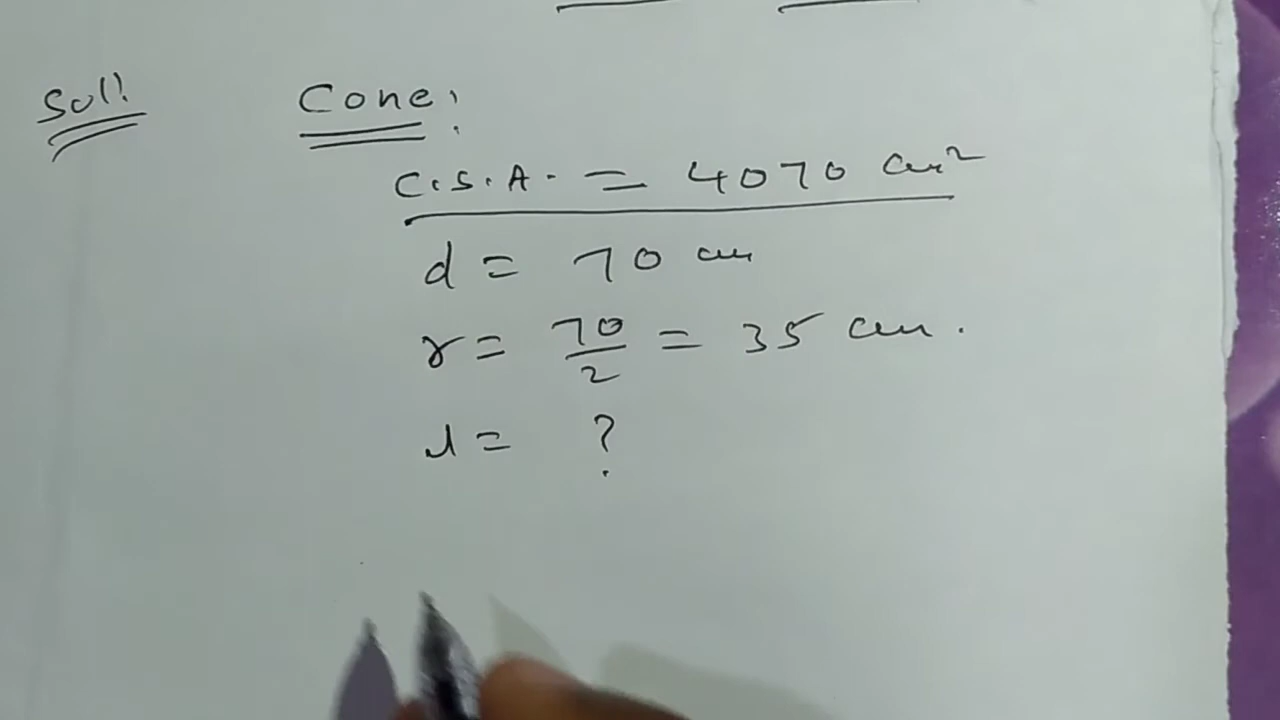 Sol!
Cone:
C.S.A. = 4070 cm²
d = 70 cm
r = 70/2 = 35 cm.
l = ?